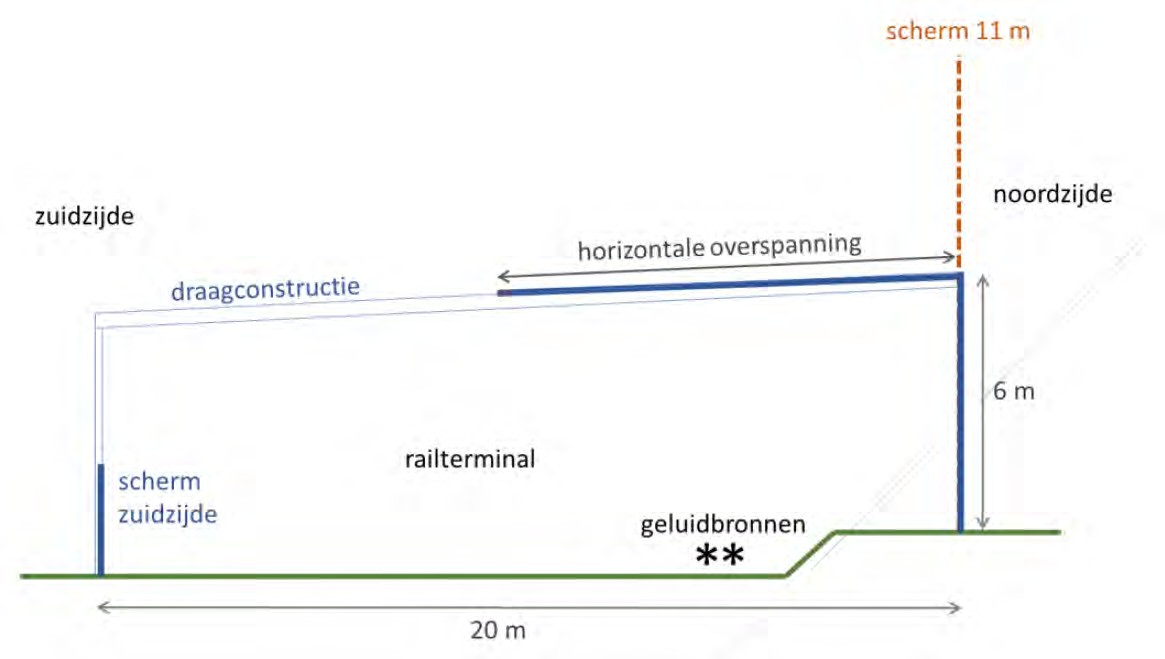 scherm 11 m
noordzijde
zuidzijde
horizontale overspanning
draagconstructie
6 m
railterminal
scherm
zuidzijde
geluidbronnen
**
20 m